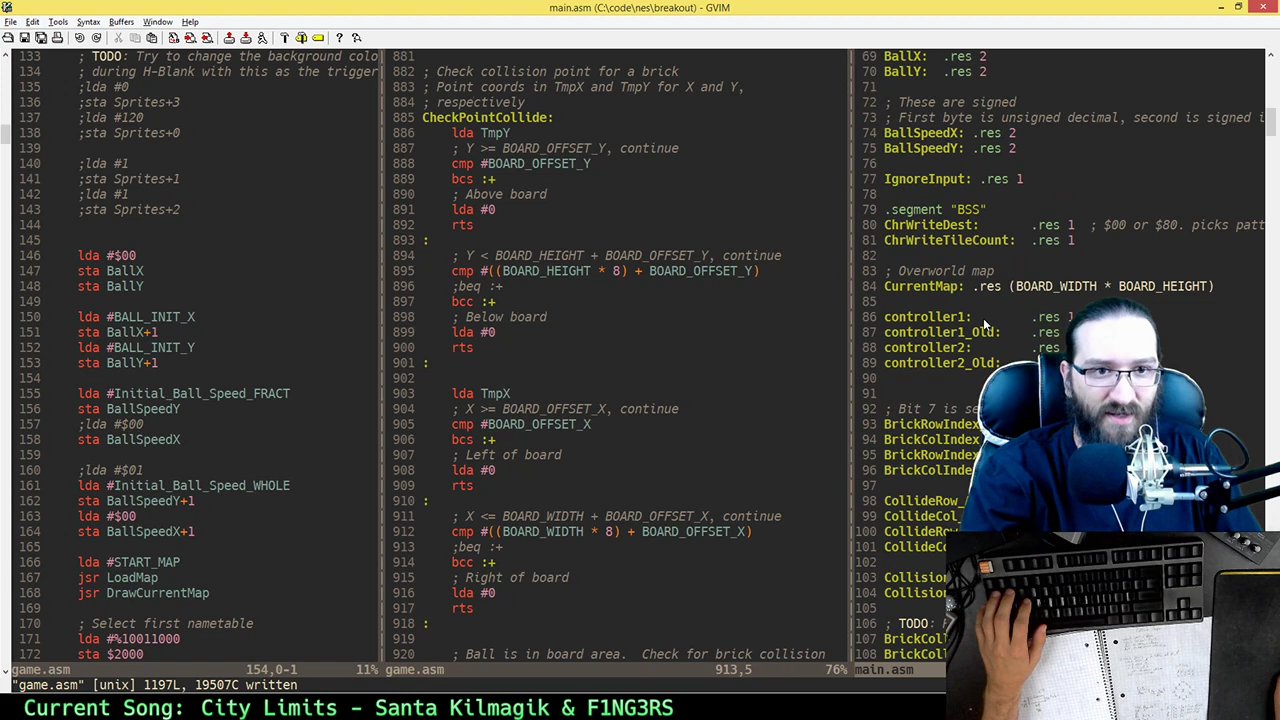 main.asm (C:\code\nes\breakout) - GVIM
File Edit Tools Syntax Buffers Window Help
133 ; TODO: Try to change the background colo
134 ; during H-Blank with this as the trigger
135 ;lda #0
136 ;sta Sprites+3
137 ;lda #120
138 ;sta Sprites+0
139
140 ;lda #1
141 ;sta Sprites+1
142 ;lda #1
143 ;sta Sprites+2
144
145
146 lda #$00
147 sta BallX
148 sta BallY
149
150 lda #BALL_INIT_X
151 sta BallX+1
152 lda #BALL_INIT_Y
153 sta BallY+1
154
155 lda #Initial_Ball_Speed_FRACT
156 sta BallSpeedY
157 ;lda #$00
158 sta BallSpeedX
159
160 ;lda #$01
161 lda #Initial_Ball_Speed_WHOLE
162 sta BallSpeedY+1
163 lda #$00
164 sta BallSpeedX+1
165
166 lda #START_MAP
167 jsr LoadMap
168 jsr DrawCurrentMap
169
170 ; Select first nametable
171 lda #%10011000
172 sta $2000
game.asm 154,0-1 11%
881
882 ; Check collision point for a brick
883 ; Point coords in TmpX and TmpY for X and Y,
884 ; respectively
885 CheckPointCollide:
886 lda TmpY
887 ; Y >= BOARD_OFFSET_Y, continue
888 cmp #BOARD_OFFSET_Y
889 bcs :+
890 ; Above board
891 lda #0
892 rts
893 :
894 ; Y < BOARD_HEIGHT + BOARD_OFFSET_Y, continue
895 cmp #((BOARD_HEIGHT * 8) + BOARD_OFFSET_Y)
896 ;beq :+
897 bcc :+
898 ; Below board
899 lda #0
900 rts
901 :
902
903 lda TmpX
904 ; X >= BOARD_OFFSET_X, continue
905 cmp #BOARD_OFFSET_X
906 bcs :+
907 ; Left of board
908 lda #0
909 rts
910 :
911 ; X <= BOARD_WIDTH + BOARD_OFFSET_X, continue
912 cmp #((BOARD_WIDTH * 8) + BOARD_OFFSET_X)
913 ;beq :+
914 bcc :+
915 ; Right of board
916 lda #0
917 rts
918 :
919
920 ; Ball is in board area. Check for brick collision
game.asm 913,5 76%
69 BallX: .res 2
70 BallY: .res 2
71
72 ; These are signed
73 ; First byte is unsigned decimal, second is signed i
74 BallSpeedX: .res 2
75 BallSpeedY: .res 2
76
77 IgnoreInput: .res 1
78
79 .segment "BSS"
80 ChrWriteDest: .res 1 ; $00 or $80. picks patt
81 ChrWriteTileCount: .res 1
82
83 ; Overworld map
84 CurrentMap: .res (BOARD_WIDTH * BOARD_HEIGHT)
85
86 controller1: .res 1
87 controller1_Old: .res
88 controller2: .res
89 controller2_Old: .res
90
91
92 ; Bit 7 is se
93 BrickRowIndex
94 BrickColIndex
95 BrickRowIndex
96 BrickColIndex
97
98 CollideRow_
99 CollideCol_
100 CollideRow
101 CollideCo
102
103 Collision
104 Collision
105
106 ; TODO:
107 BrickCol
108 BrickCol
main.asm
"game.asm" [unix] 1197L, 19507C written
Current Song: City Limits - Santa Kilmagik & F1NG3RS